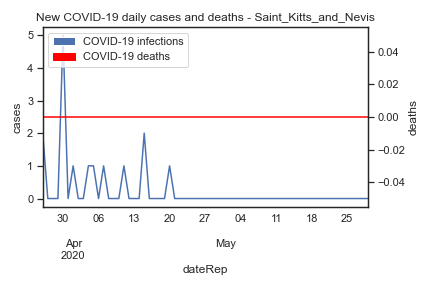 New COVID-19 daily cases and deaths - Saint_Kitts_and_Nevis
COVID-19 infections
COVID-19 deaths
cases
5
4
3
2
1
0
deaths
0.04
0.02
0.00
−0.02
−0.04
30 06 13 20 27 04 11 18 25
Apr May
2020
dateRep